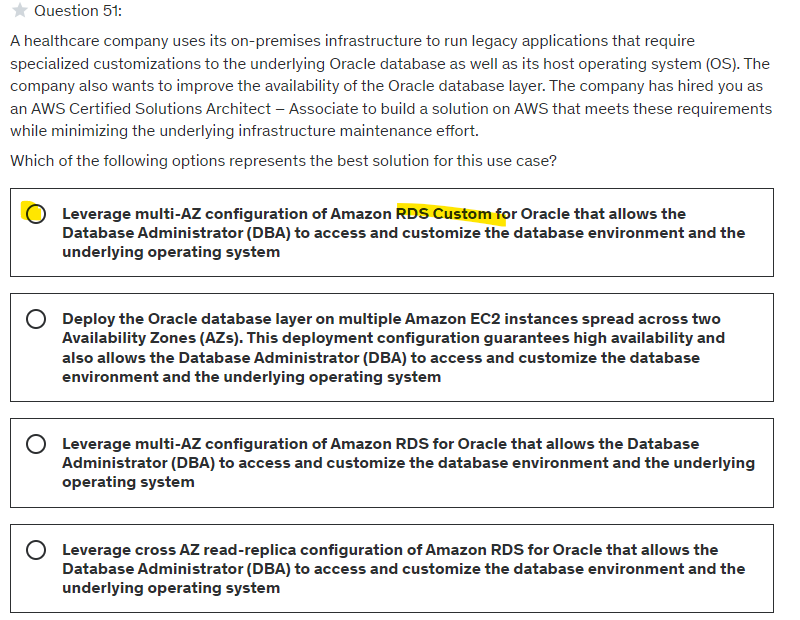 Question 51:
A healthcare company uses its on-premises infrastructure to run legacy applications that require
specialized customizations to the underlying Oracle database as well as its host operating system (OS). The
company also wants to improve the availability of the Oracle database layer. The company has hired you as
an AWS Certified Solutions Architect – Associate to build a solution on AWS that meets these requirements
while minimizing the underlying infrastructure maintenance effort.
Which of the following options represents the best solution for this use case?
Leverage multi-AZ configuration of Amazon RDS Custom for Oracle that allows the
Database Administrator (DBA) to access and customize the database environment and the
underlying operating system
Deploy the Oracle database layer on multiple Amazon EC2 instances spread across two
Availability Zones (AZs). This deployment configuration guarantees high availability and
also allows the Database Administrator (DBA) to access and customize the database
environment and the underlying operating system
Leverage multi-AZ configuration of Amazon RDS for Oracle that allows the Database
Administrator (DBA) to access and customize the database environment and the underlying
operating system
Leverage cross AZ read-replica configuration of Amazon RDS for Oracle that allows the
Database Administrator (DBA) to access and customize the database environment and the
underlying operating system